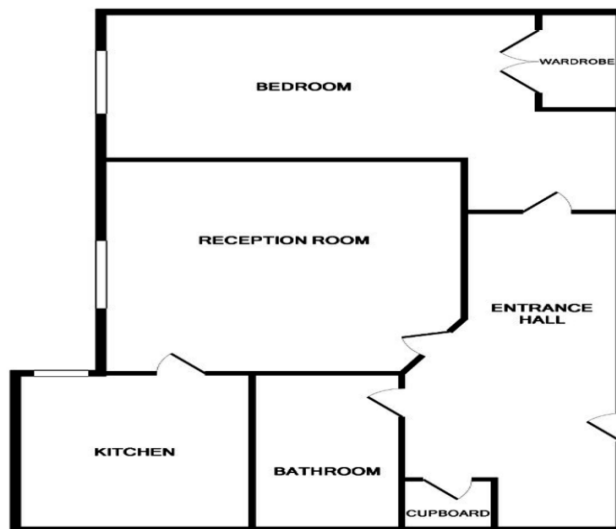 WARDROBE
BEDROOM
RECEPTION ROOM
ENTRANCE
HALL
KITCHEN
BATHROOM
CUPBOARD